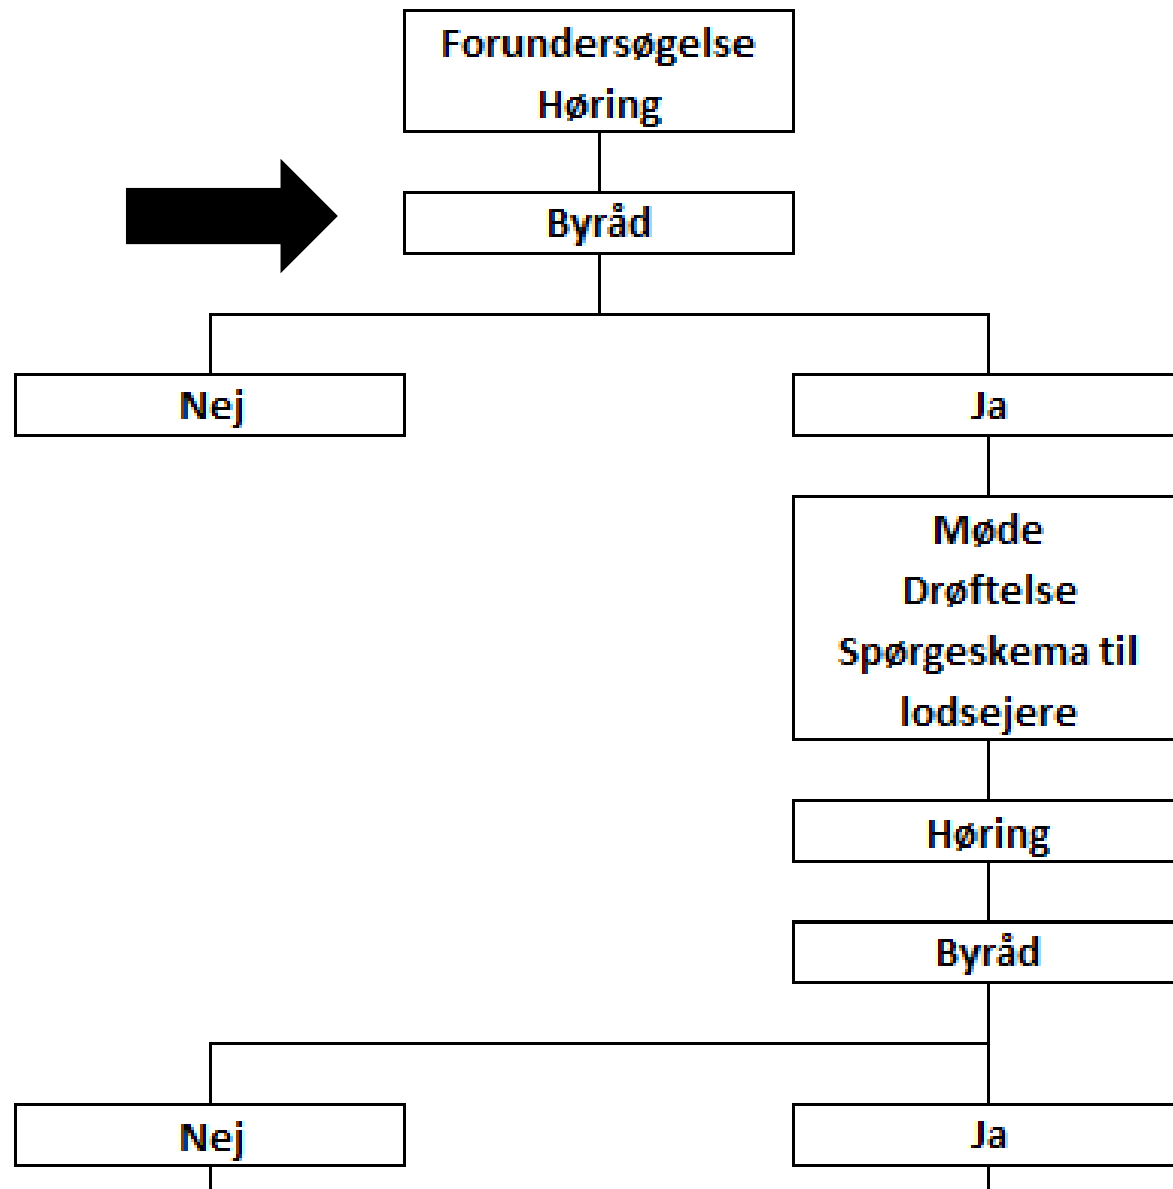 Forundersøgelse
Høring
Byråd
Nej
Ja
Møde
Drøftelse
Spørgeskema til
lodsejere
Høring
Byråd
Nej
Ja